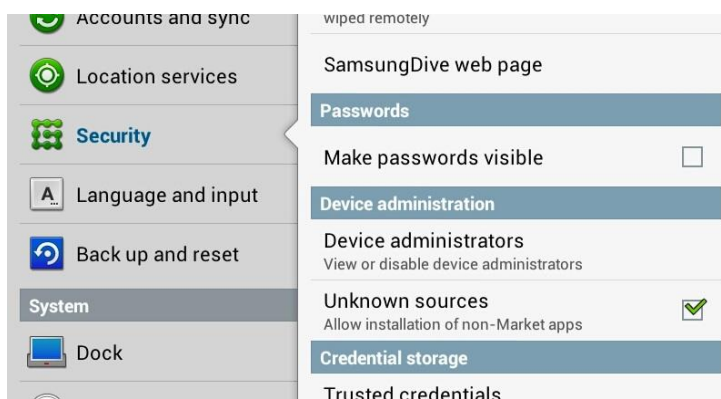 Accounts and sync
Location services
Security
Language and input
Back up and reset
System
Dock
wiped remotely
SamsungDive web page
Passwords
Make passwords visible
Device administration
Device administrators
View or disable device administrators
Unknown sources
Allow installation of non-Market apps
Credential storage
Trusted credentials